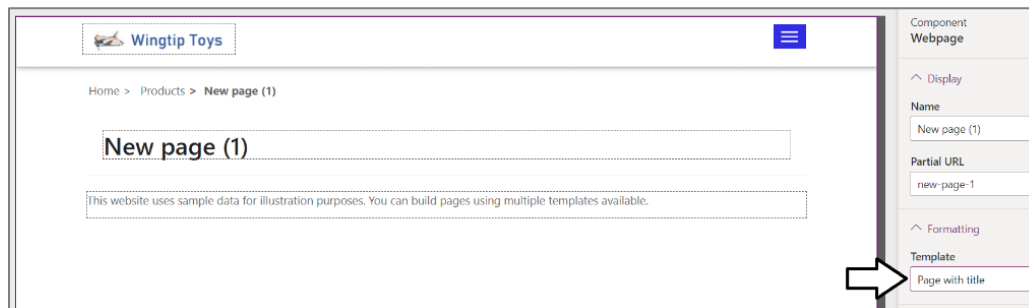 Wingtip Toys
Home > Products > New page (1)
New page (1)
This website uses sample data for illustration purposes. You can build pages using multiple templates available.
Component
Webpage
Display
Name
New page (1)
Partial URL
new-page-1
Formatting
Template
Page with title